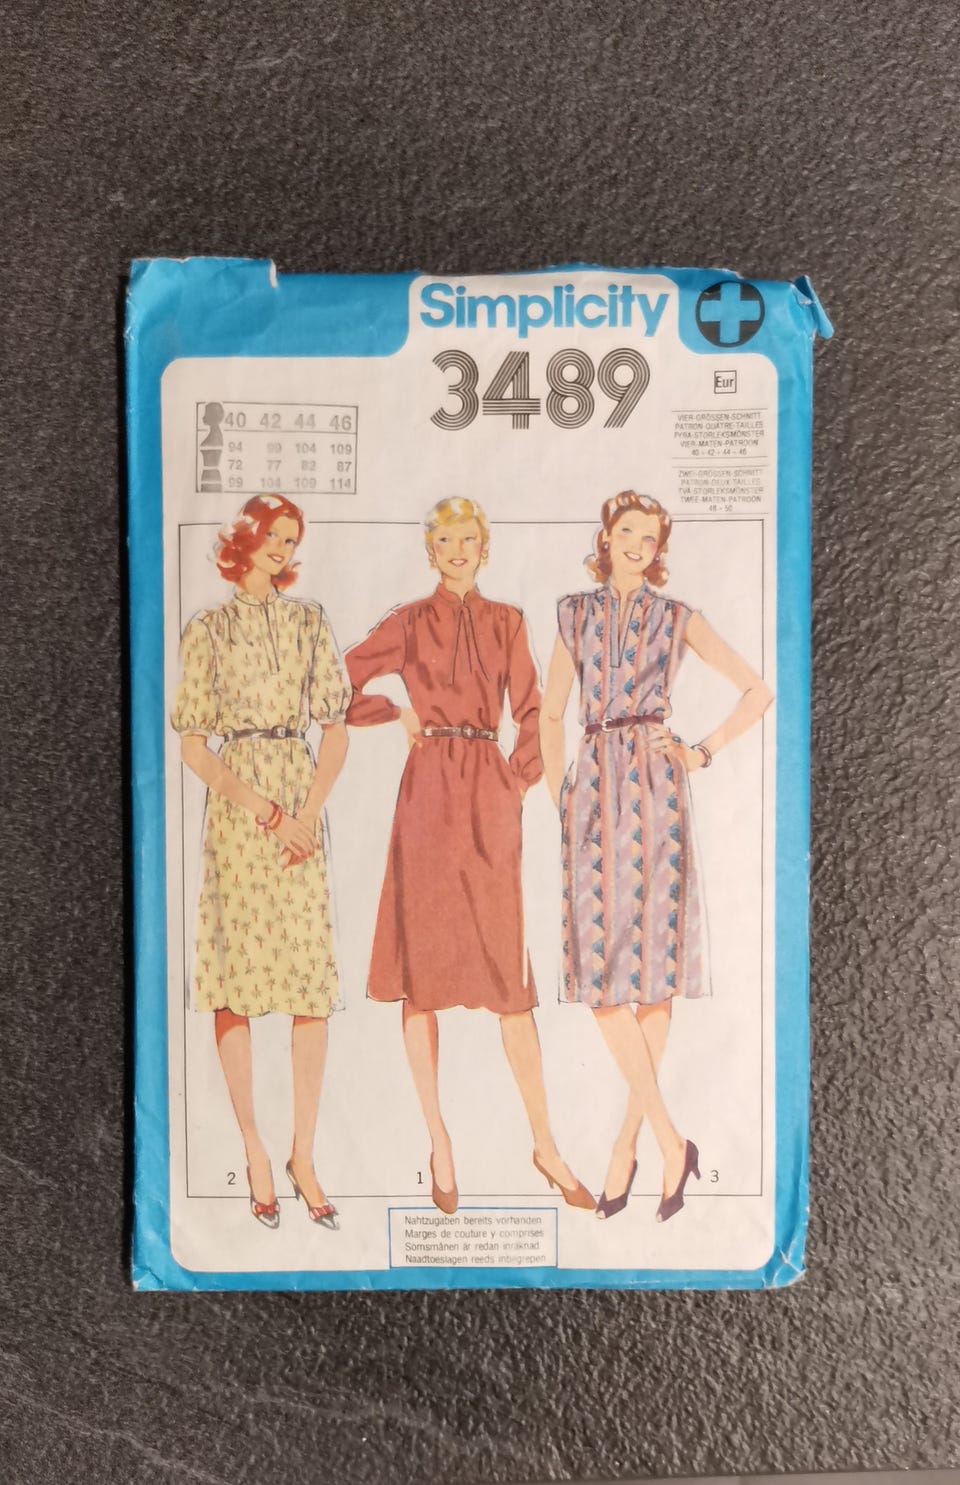 Simplicity
3489
Eur
40 42 44 46
94 99 104 109
72 77 82 87
99 104 109 114
VIER-GRÖSSEN-SCHNITT
PATRON-QUATRE-TAILLES
FYRA-STORLEKSMÖNSTER
VIER-MATEN-PATROON
40 - 42 - 44 - 46
ZWEI-GRÖSSEN-SCHNITT
PATRON-DEUX-TAILLES
TVÅ-STORLEKSMÖNSTER
TWEE-MATEN-PATROON
48 - 50
2
1
3
Nahtzugaben bereits vorhanden
Marges de couture y comprises
Sömsmånen är redan inräknad
Naadtoeslagen reeds inbegrepen